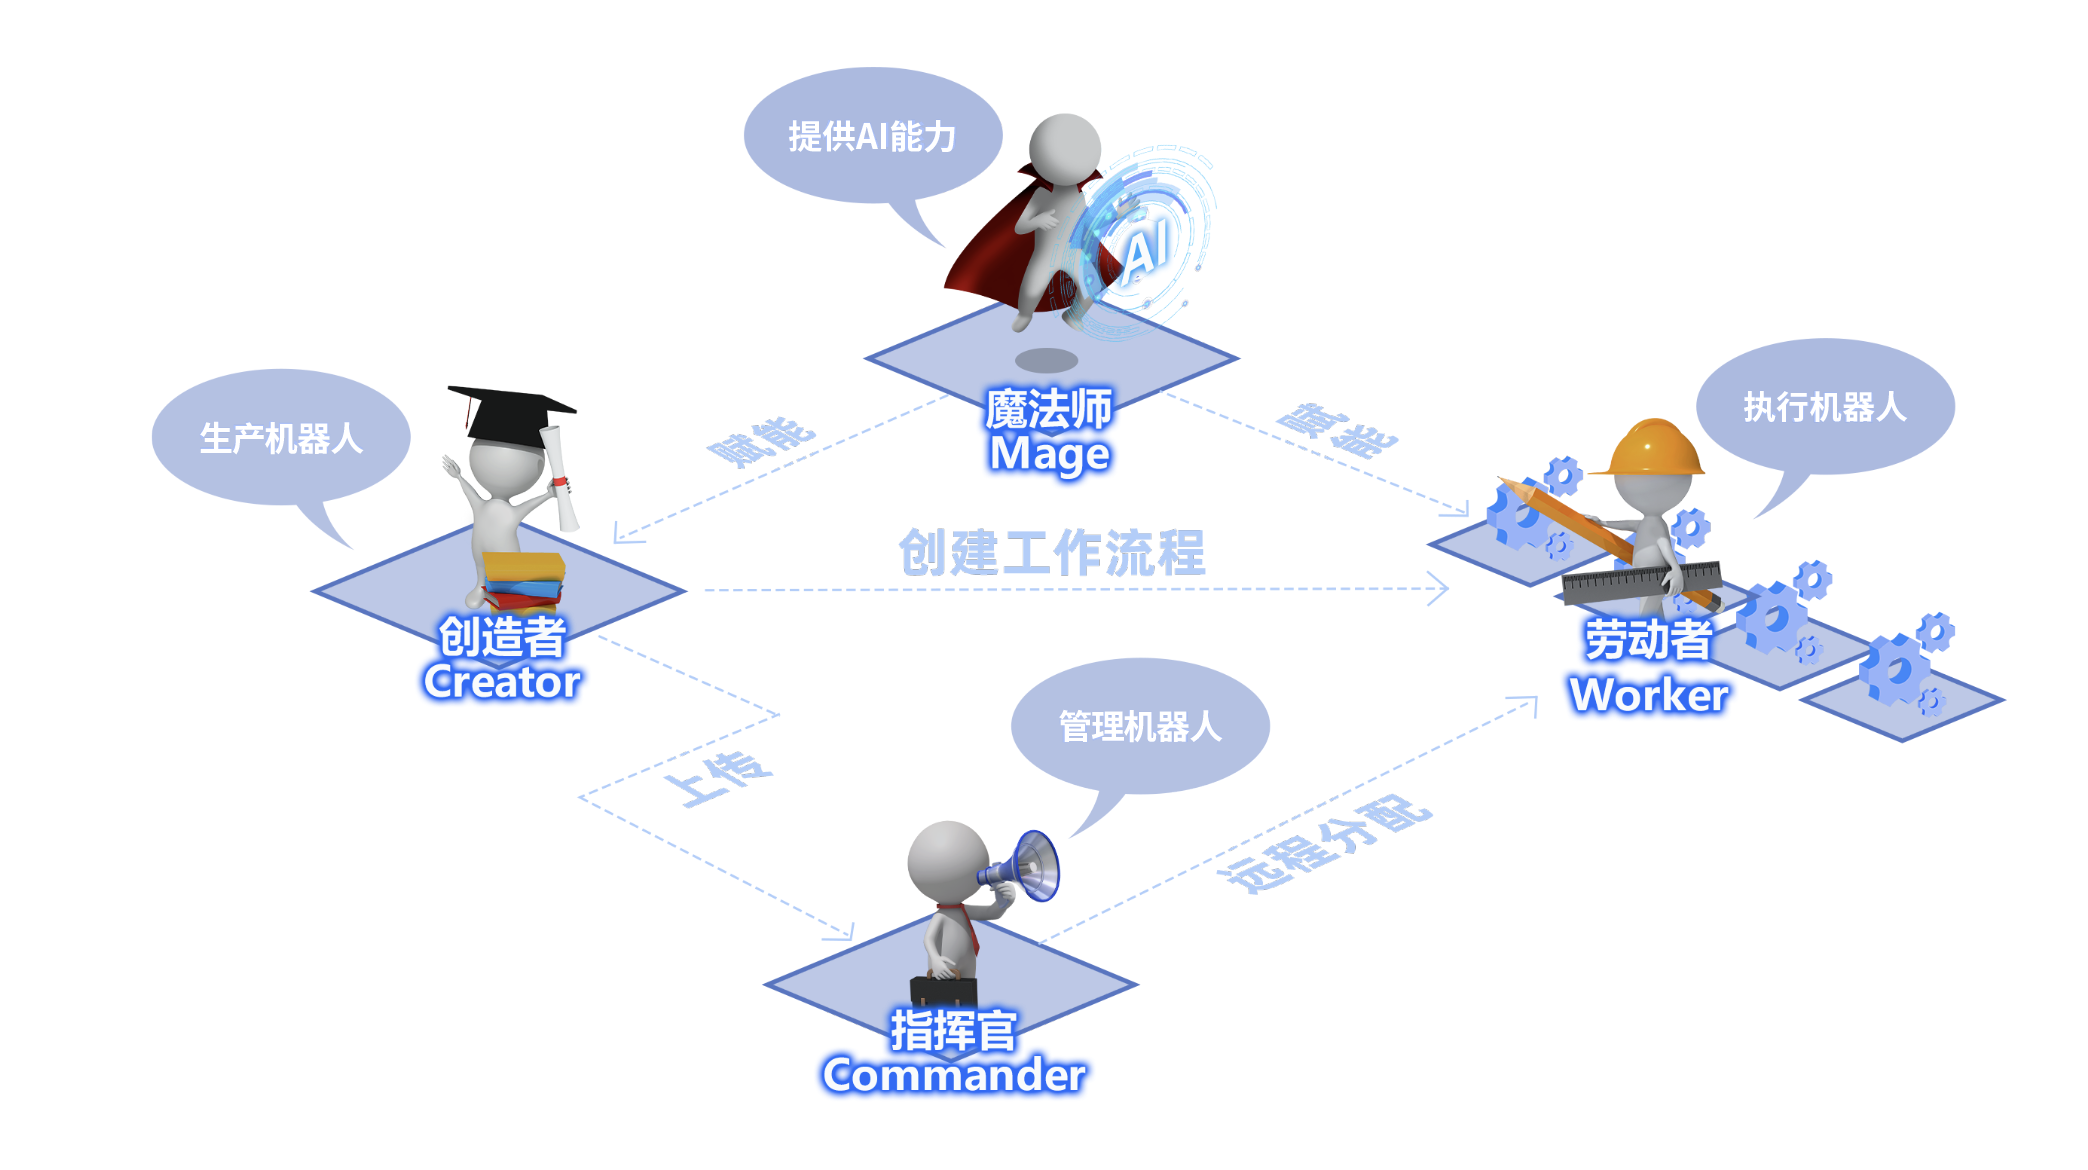 提供AI能力
AI
魔法师
Mage
赋能
赋能
生产机器人
执行机器人
创建工作流程
创造者
Creator
劳动者
Worker
管理机器人
上传
远程分配
指挥官
Commander